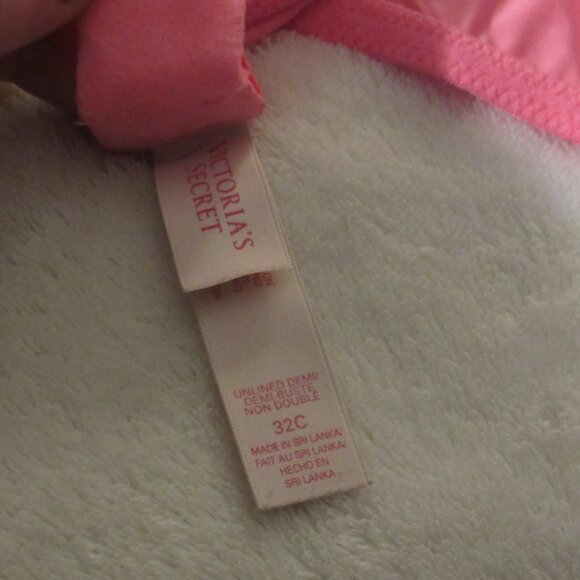 VICTORIA'S
SECRET
UNLINED DEMI/
DEMI-BUSTE
NON DOUBLÉ
32C
MADE IN SRI LANKA/
FAIT AU SRI LANKA/
HECHO EN
SRI LANKA